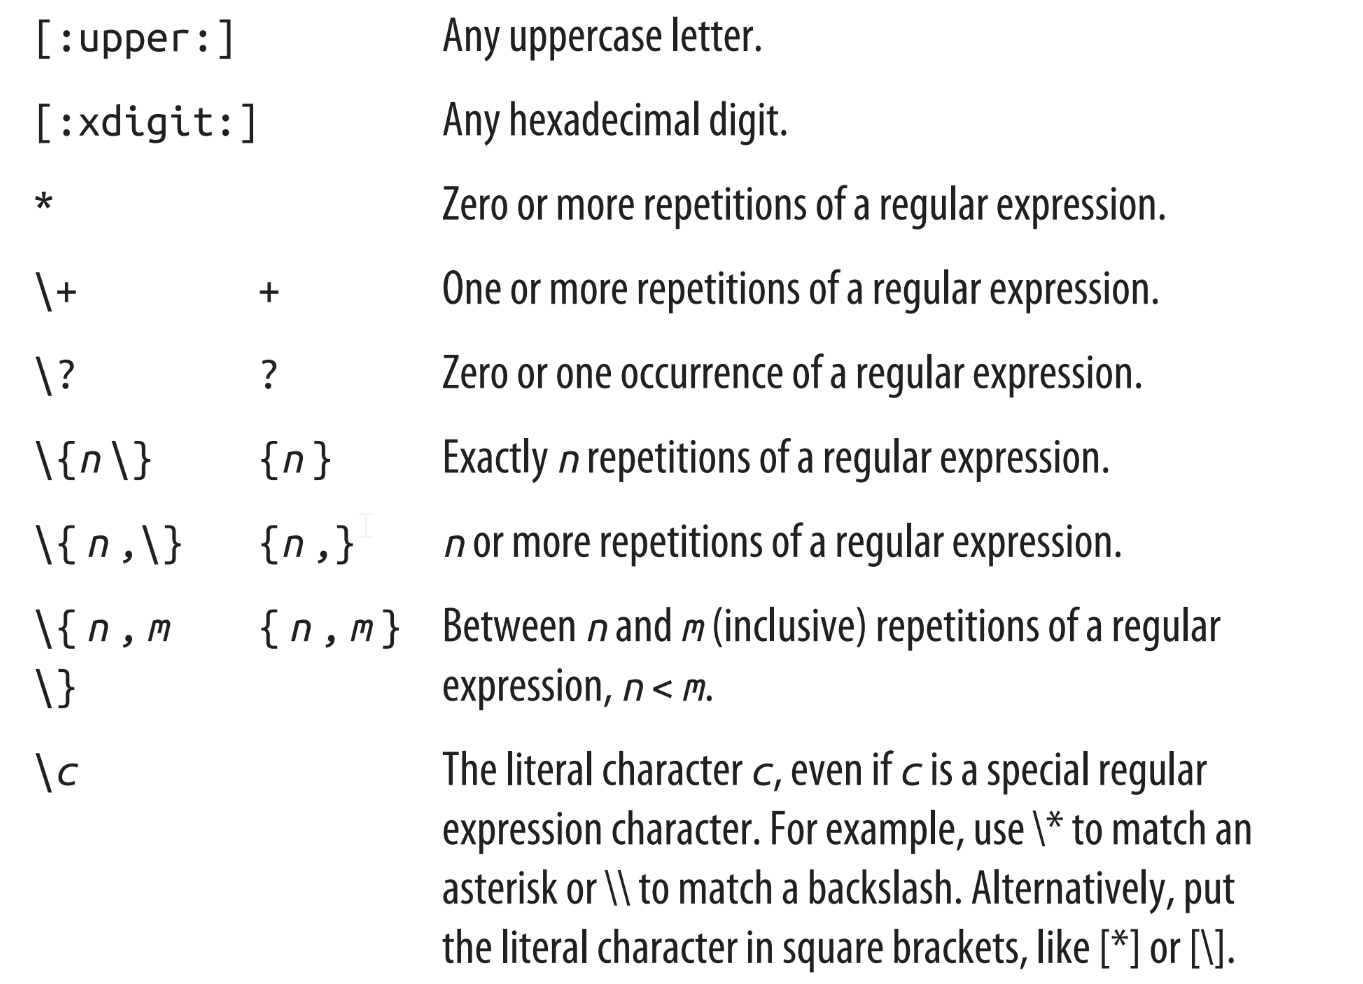 [:upper:] Any uppercase letter.
[:xdigit:] Any hexadecimal digit.
* Zero or more repetitions of a regular expression.
\+ + One or more repetitions of a regular expression.
\? ? Zero or one occurrence of a regular expression.
\{n\} {n} Exactly n repetitions of a regular expression.
\{n,\} {n,} n or more repetitions of a regular expression.
\{n,m {n,m} Between n and m (inclusive) repetitions of a regular
\} expression, n < m.
\c The literal character c, even if c is a special regular
expression character. For example, use \* to match an
asterisk or \\ to match a backslash. Alternatively, put
the literal character in square brackets, like [*] or [\].